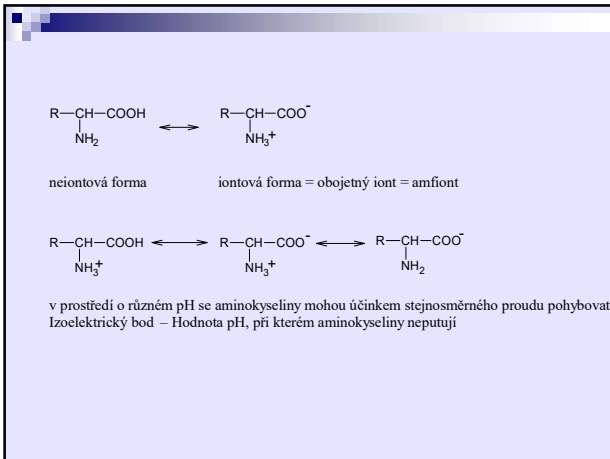 R—CH—COOH ⟷ R—CH—COO⁻
NH₂ NH₃⁺
neiontová forma iontová forma = obojetný iont = amfiont
R—CH—COOH ⟷ R—CH—COO⁻ ⟷ R—CH—COO⁻
NH₃⁺ NH₃⁺ NH₂
v prostředí o různém pH se aminokyseliny mohou účinkem stejnosměrného proudu pohybovat
Izoelektrický bod – Hodnota pH, při kterém aminokyseliny neputují